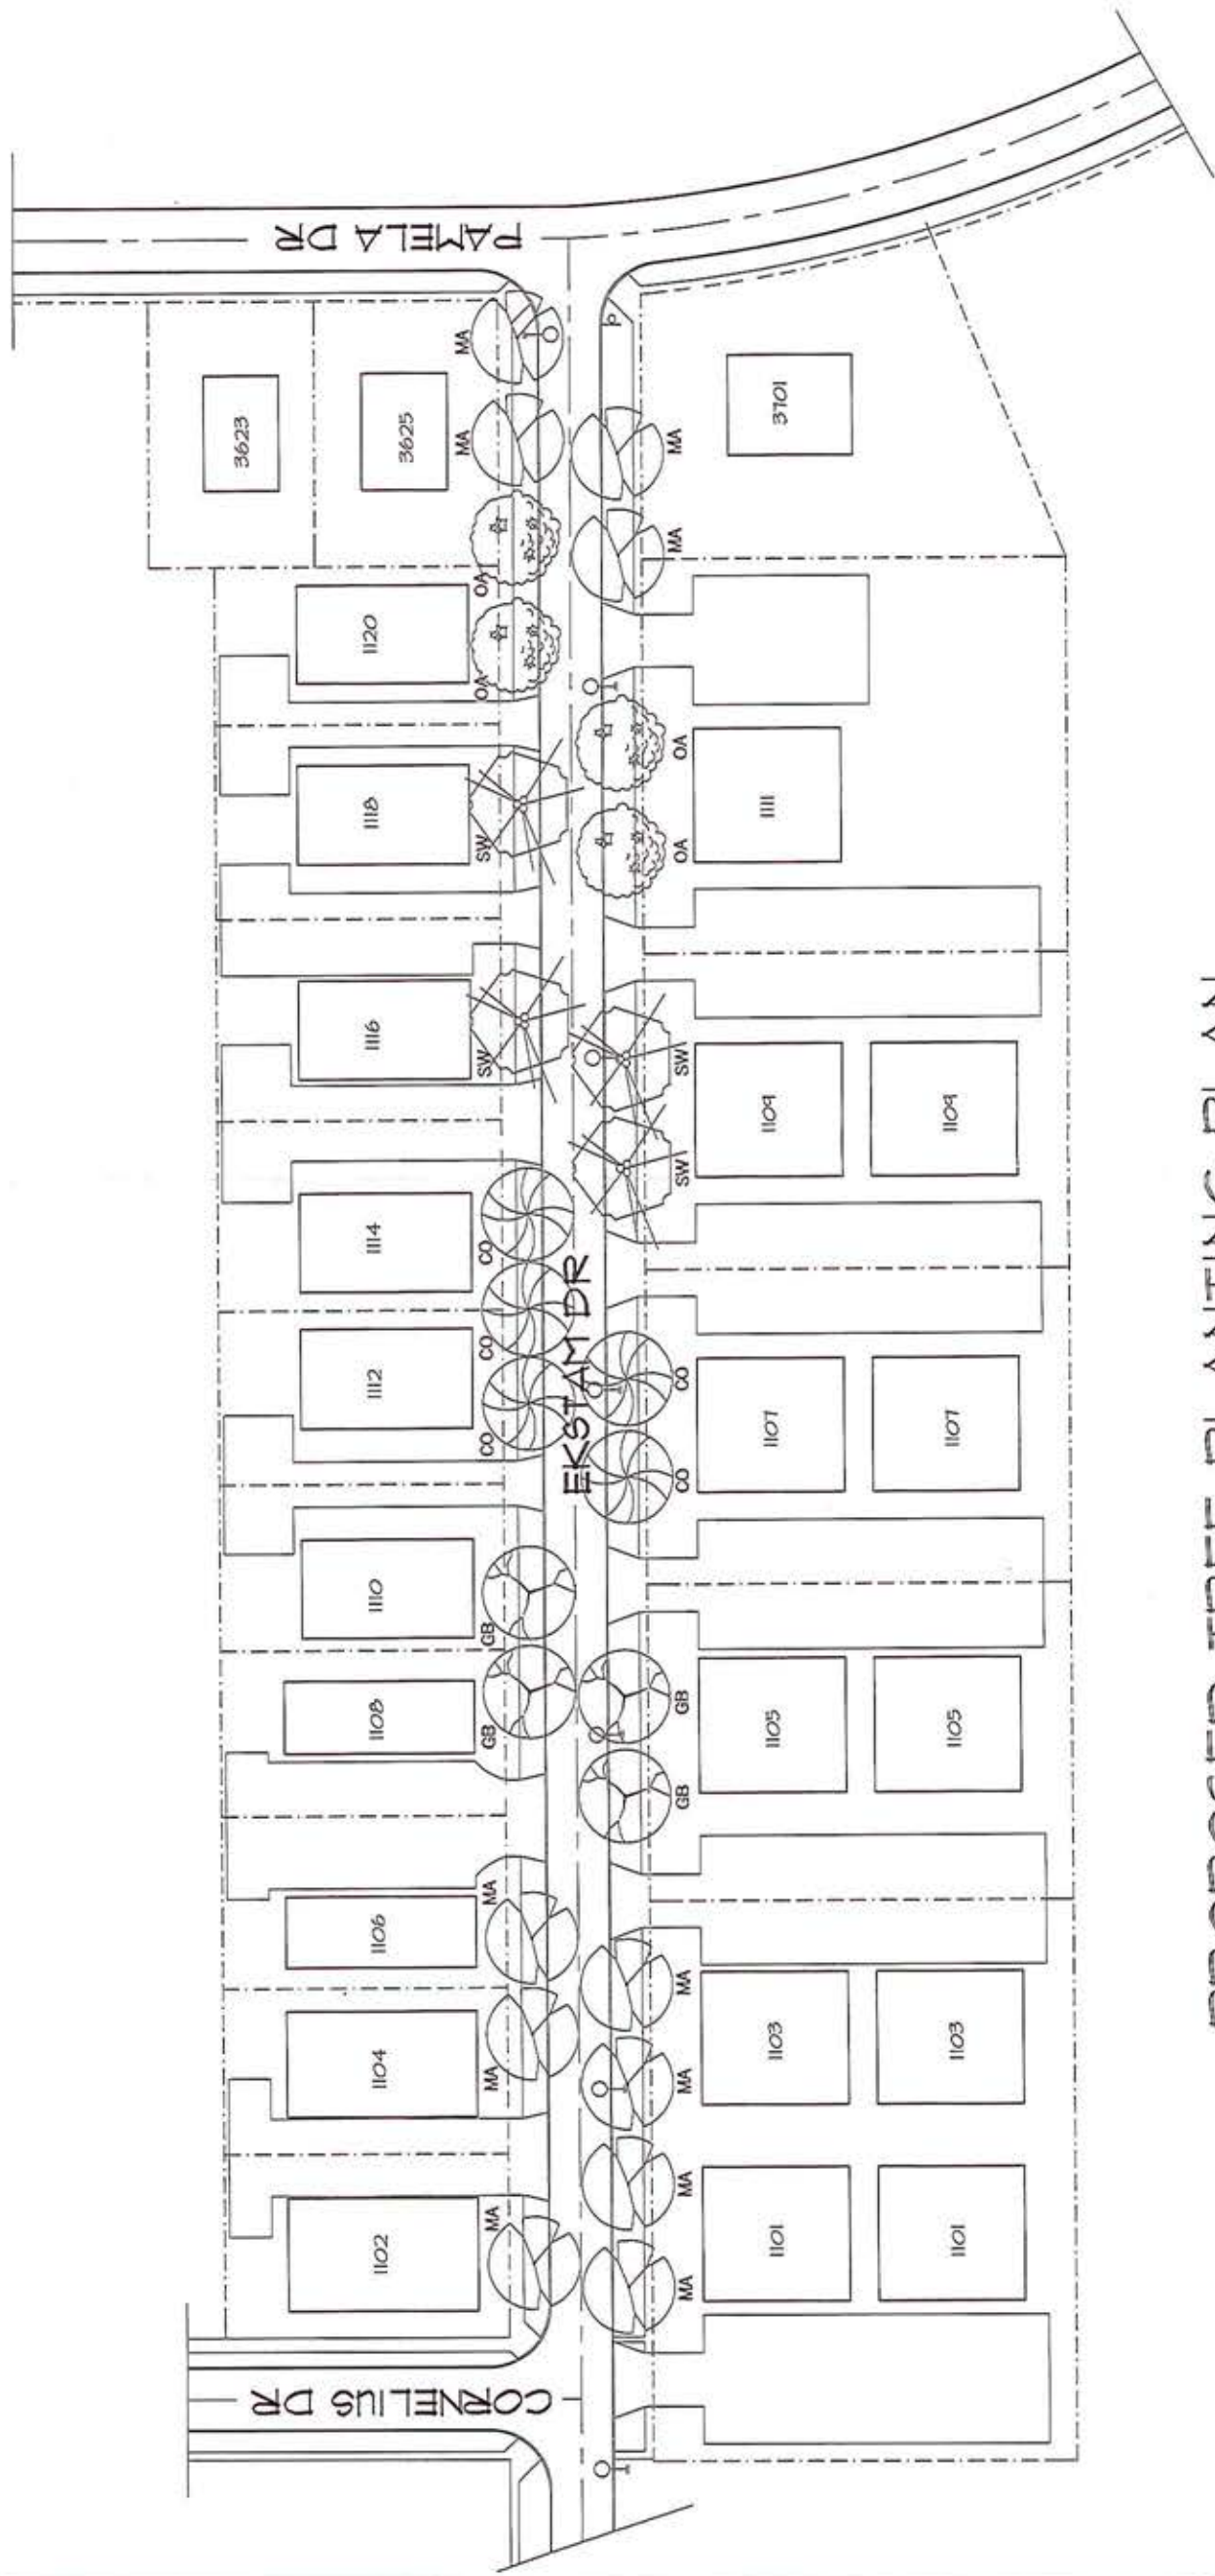 CORNELIUS DR
PAMELA DR
3623
1102
1104
1106
1108
1110
1112
1114
1116
1118
1120
3625
MA
MA
MA
GB
GB
CO
CO
CO
SW
SW
OA
OA
MA
MA
EKSTAM DR
MA
MA
MA
MA
GB
GB
CO
CO
SW
SW
OA
OA
MA
MA
1101
1103
1105
1107
1109
1111
3701
1101
1103
1105
1107
1109
PROPOSED TREE PLANTING PLAN